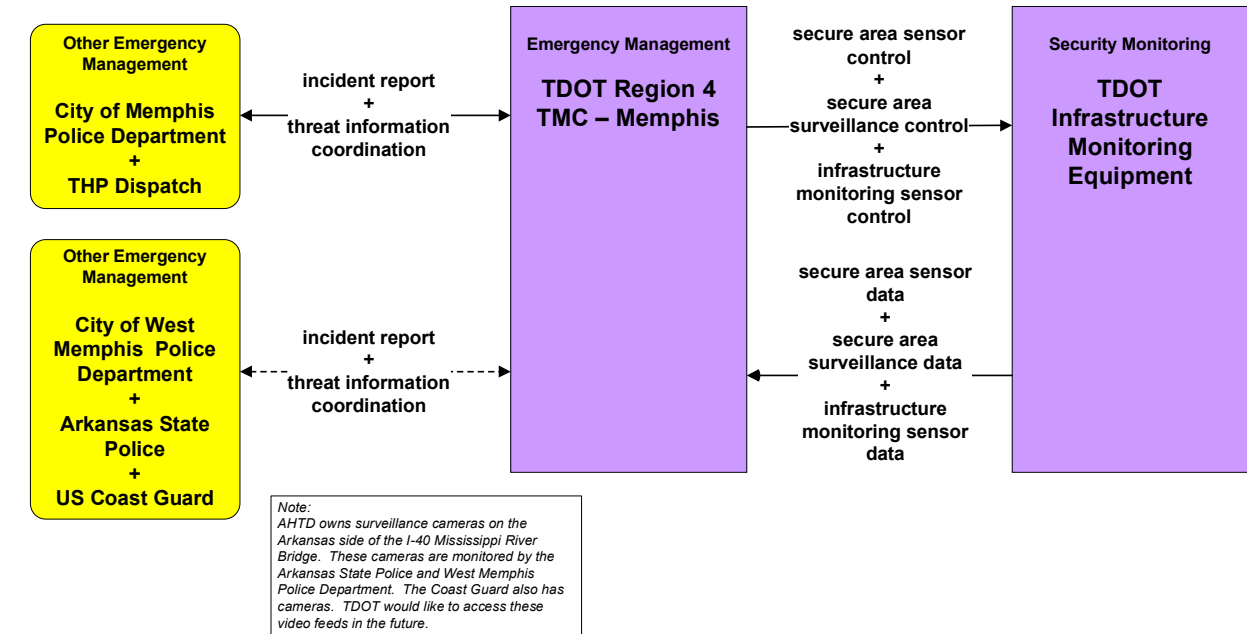 Other Emergency
Management
City of Memphis
Police Department
+
THP Dispatch
incident report
+
threat information
coordination
Emergency Management
TDOT Region 4
TMC – Memphis
secure area sensor
control
+
secure area
surveillance control
+
infrastructure
monitoring sensor
control
Security Monitoring
TDOT
Infrastructure
Monitoring
Equipment
Other Emergency
Management
City of West
Memphis Police
Department
+
Arkansas State
Police
+
US Coast Guard
incident report
+
threat information
coordination
secure area sensor
data
+
secure area
surveillance data
+
infrastructure
monitoring sensor
data
Note:
AHTD owns surveillance cameras on the
Arkansas side of the I-40 Mississippi River
Bridge. These cameras are monitored by the
Arkansas State Police and West Memphis
Police Department. The Coast Guard also has
cameras. TDOT would like to access these
video feeds in the future.